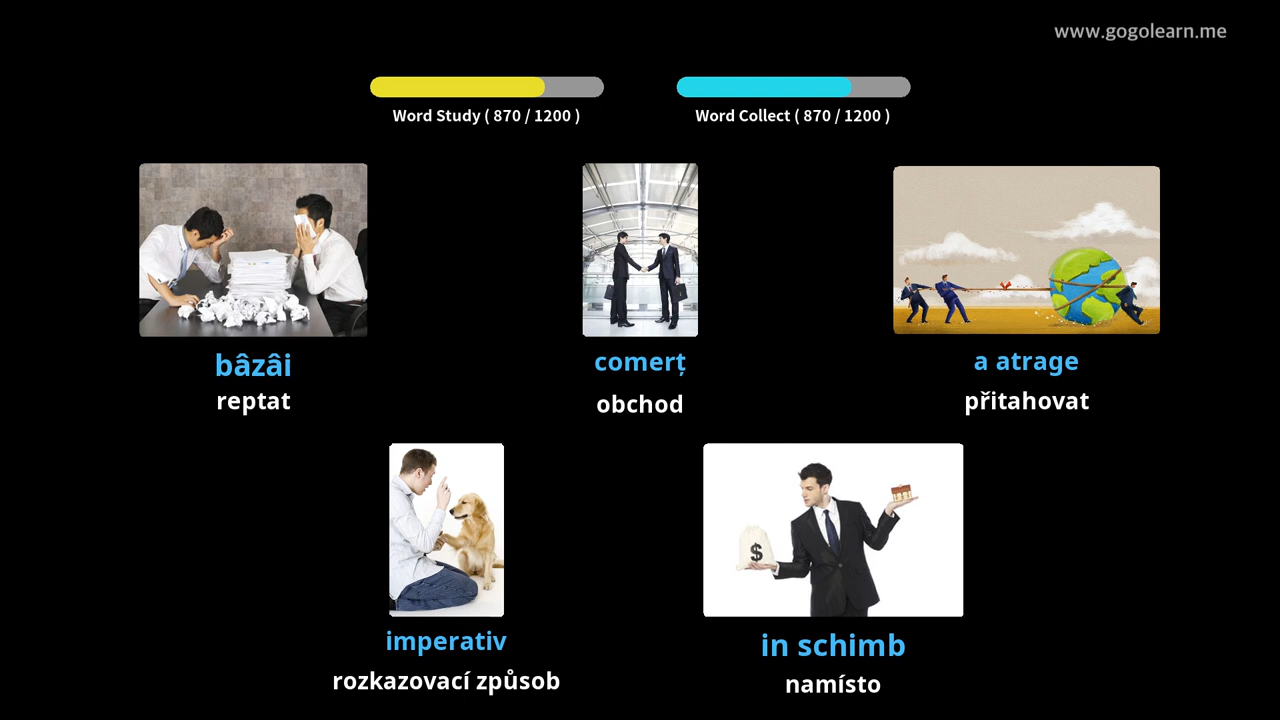 www.gogolearn.me
Word Study ( 870 / 1200 )
Word Collect ( 870 / 1200 )
bâzâi
reptat
comerț
obchod
a atrage
přitahovat
$
imperativ
rozkazovací způsob
in schimb
namísto